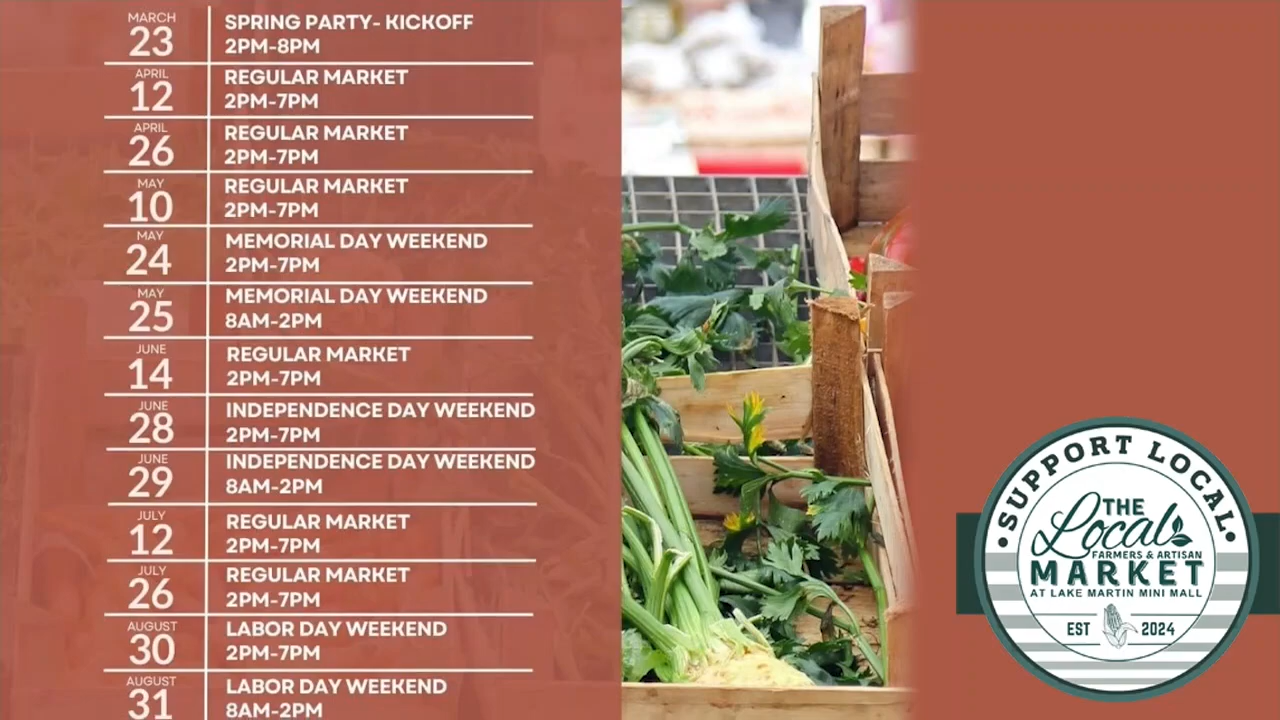 MARCH
23
SPRING PARTY- KICKOFF
2PM-8PM
APRIL
12
REGULAR MARKET
2PM-7PM
APRIL
26
REGULAR MARKET
2PM-7PM
MAY
10
REGULAR MARKET
2PM-7PM
MAY
24
MEMORIAL DAY WEEKEND
2PM-7PM
MAY
25
MEMORIAL DAY WEEKEND
8AM-2PM
JUNE
14
REGULAR MARKET
2PM-7PM
JUNE
28
INDEPENDENCE DAY WEEKEND
2PM-7PM
JUNE
29
INDEPENDENCE DAY WEEKEND
8AM-2PM
JULY
12
REGULAR MARKET
2PM-7PM
JULY
26
REGULAR MARKET
2PM-7PM
AUGUST
30
LABOR DAY WEEKEND
2PM-7PM
AUGUST
31
LABOR DAY WEEKEND
8AM-2PM
•SUPPORT LOCAL•
THE
Local
FARMERS & ARTISAN
MARKET
AT LAKE MARTIN MINI MALL
EST 2024